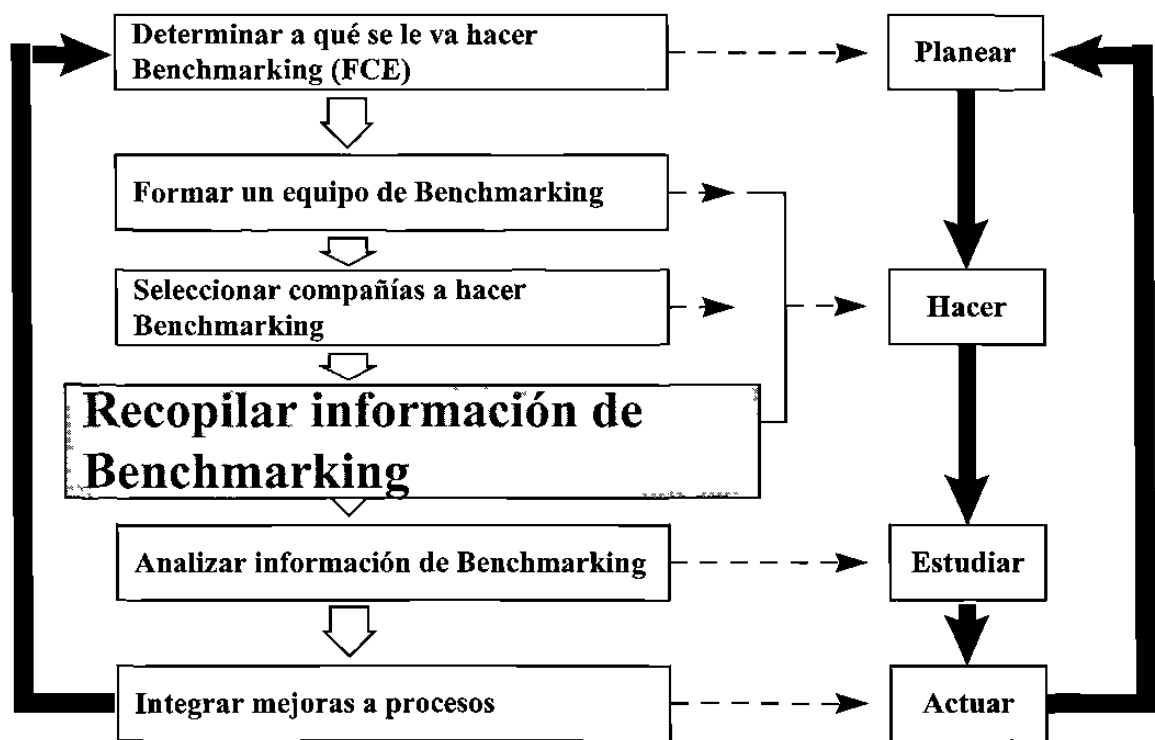 Determinar a qué se le va hacer
Benchmarking (FCE)
Planear
Formar un equipo de Benchmarking
Seleccionar compañías a hacer
Benchmarking
Hacer
Recopilar información de
Benchmarking
Analizar información de Benchmarking
Estudiar
Integrar mejoras a procesos
Actuar